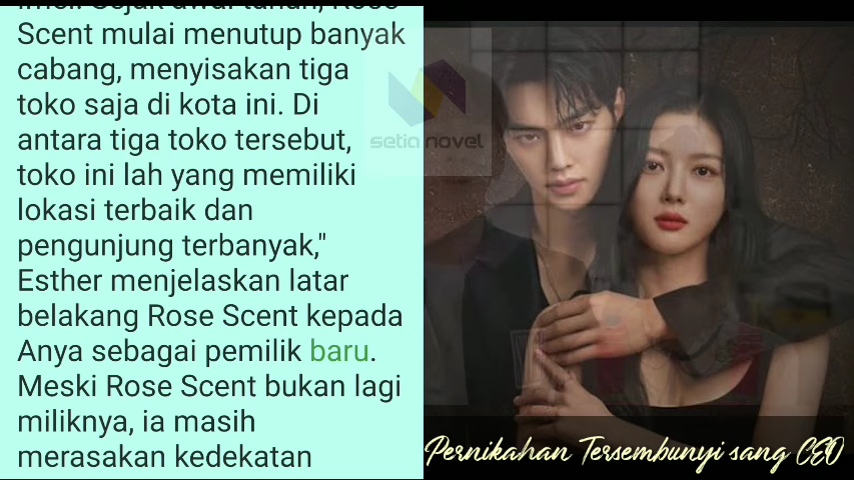 Scent mulai menutup banyak
cabang, menyisakan tiga
toko saja di kota ini. Di
antara tiga toko tersebut,
toko ini lah yang memiliki
lokasi terbaik dan
pengunjung terbanyak,"
Esther menjelaskan latar
belakang Rose Scent kepada
Anya sebagai pemilik baru.
Meski Rose Scent bukan lagi
miliknya, ia masih
merasakan kedekatan
setia novel
Pernikahan Tersembunyi sang CEO